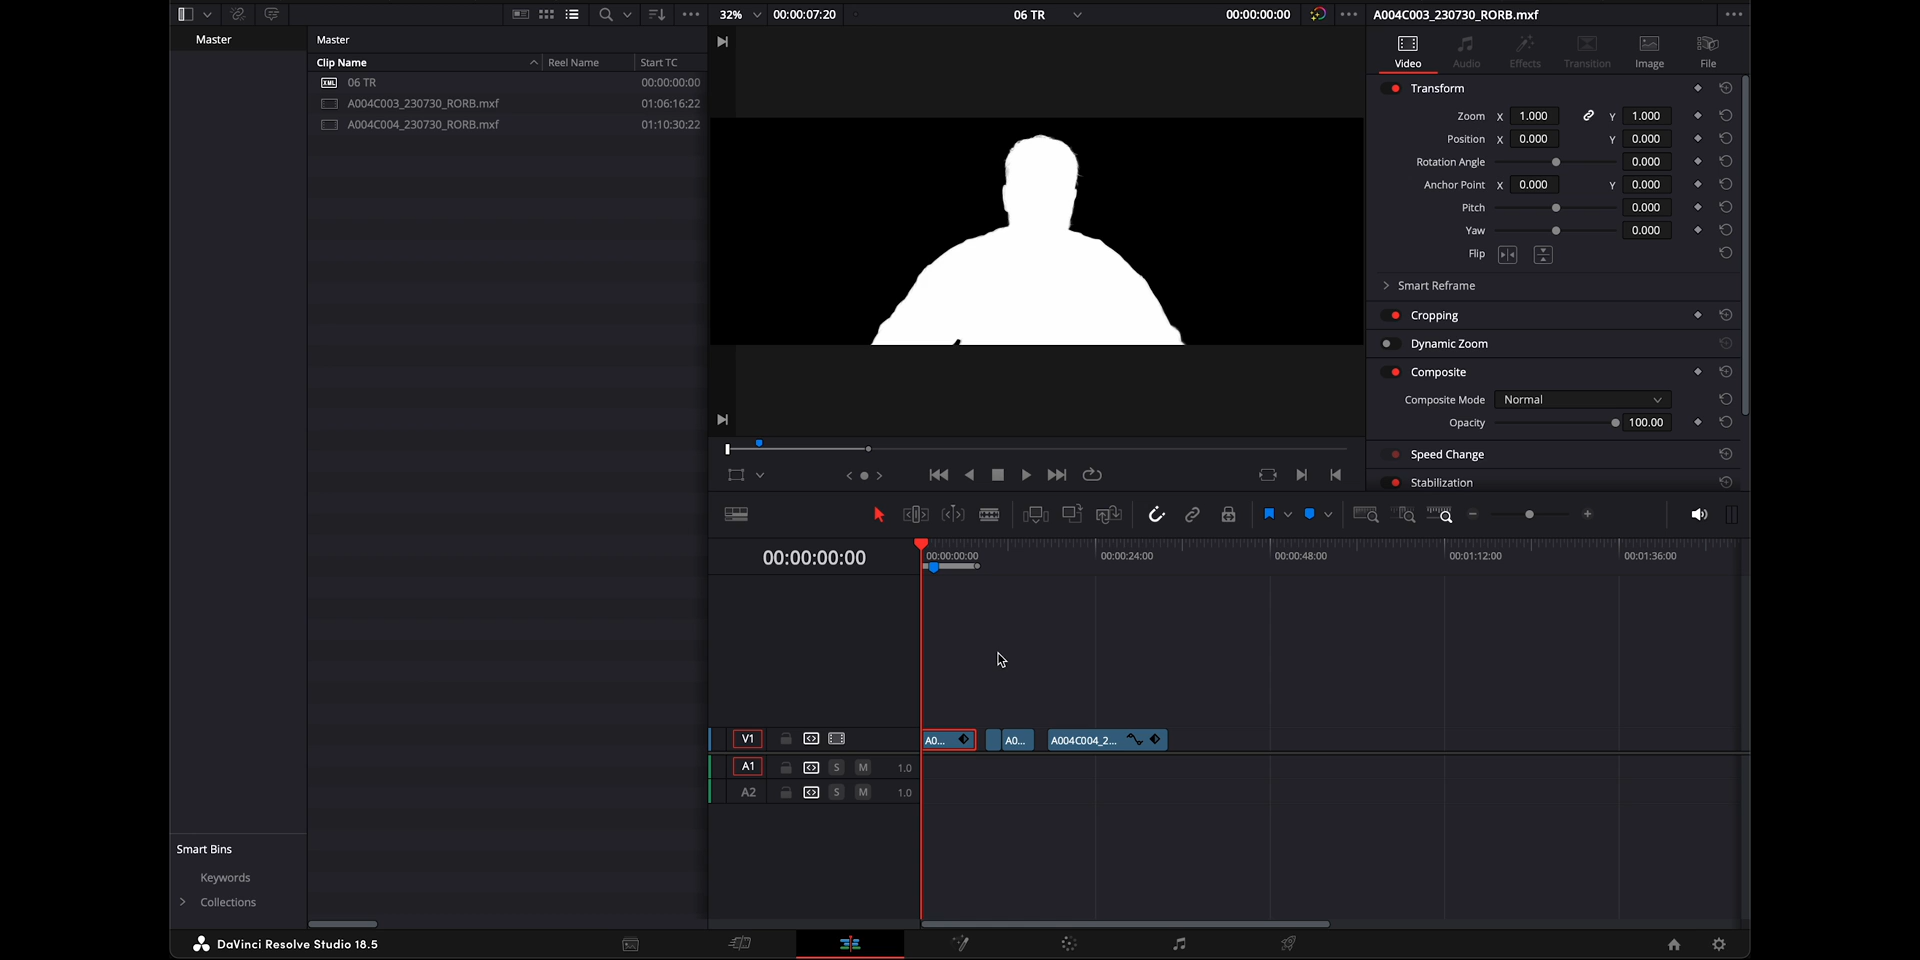 32%
00:00:07:20
06 TR
00:00:00:00
A004C003_230730_RORB.mxf
Master
Master
Clip Name
Reel Name
Start TC
XML
06 TR
00:00:00:00
A004C003_230730_RORB.mxf
01:06:16:22
A004C004_230730_RORB.mxf
01:10:30:22
Video
Audio
Effects
Transition
Image
File
Transform
Zoom X 1.000 Y 1.000
Position X 0.000 Y 0.000
Rotation Angle 0.000
Anchor Point X 0.000 Y 0.000
Pitch 0.000
Yaw 0.000
Flip
Smart Reframe
Cropping
Dynamic Zoom
Composite
Composite Mode Normal
Opacity 100.00
Speed Change
Stabilization
00:00:00:00
00:00:00:00
00:00:24:00
00:00:48:00
00:01:12:00
00:01:36:00
V1
A0...
A0...
A004C004_2...
A1 S M 1.0
A2 S M 1.0
Smart Bins
Keywords
Collections
DaVinci Resolve Studio 18.5